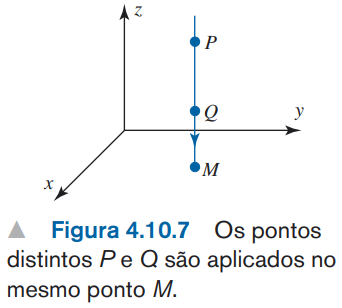 z
P
Q
y
M
x
Figura 4.10.7 Os pontos
distintos P e Q são aplicados no
mesmo ponto M.